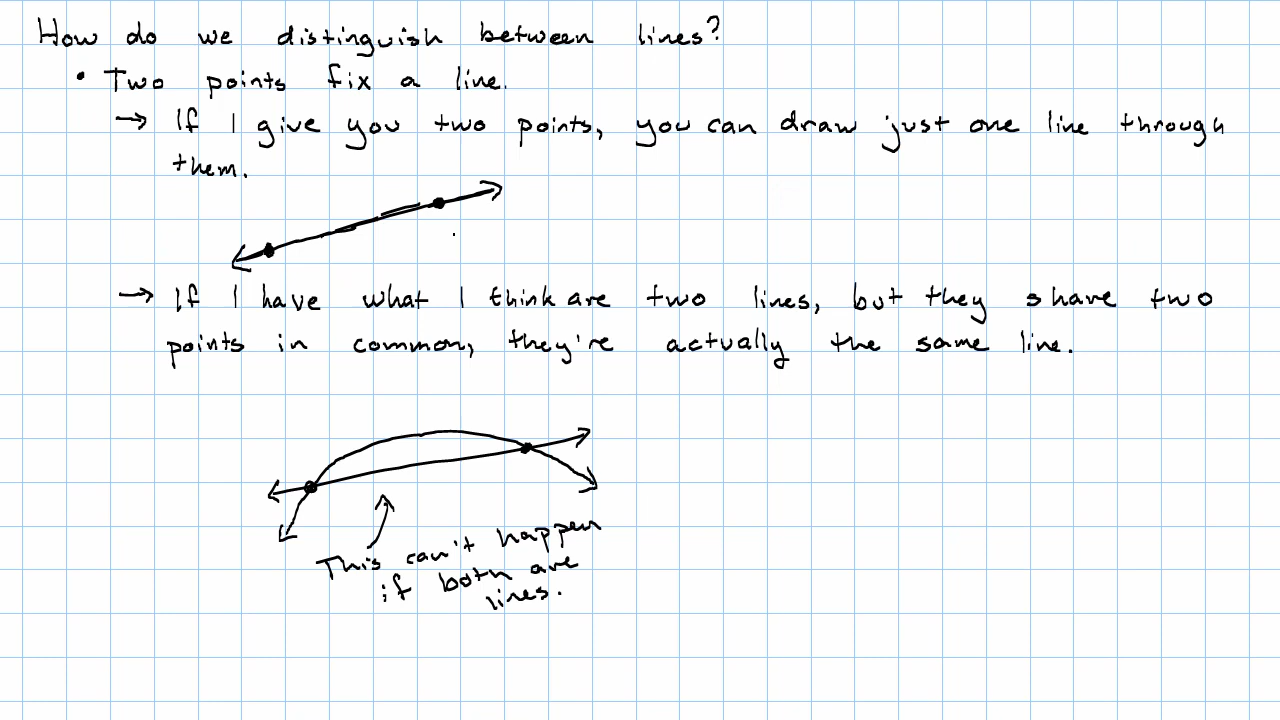 How do we distinguish between lines?
• Two points fix a line.
→ If I give you two points, you can draw just one line through
them.
→ If I have what I think are two lines, but they share two
points in common, they're actually the same line.
This can't happen
if both are
lines.